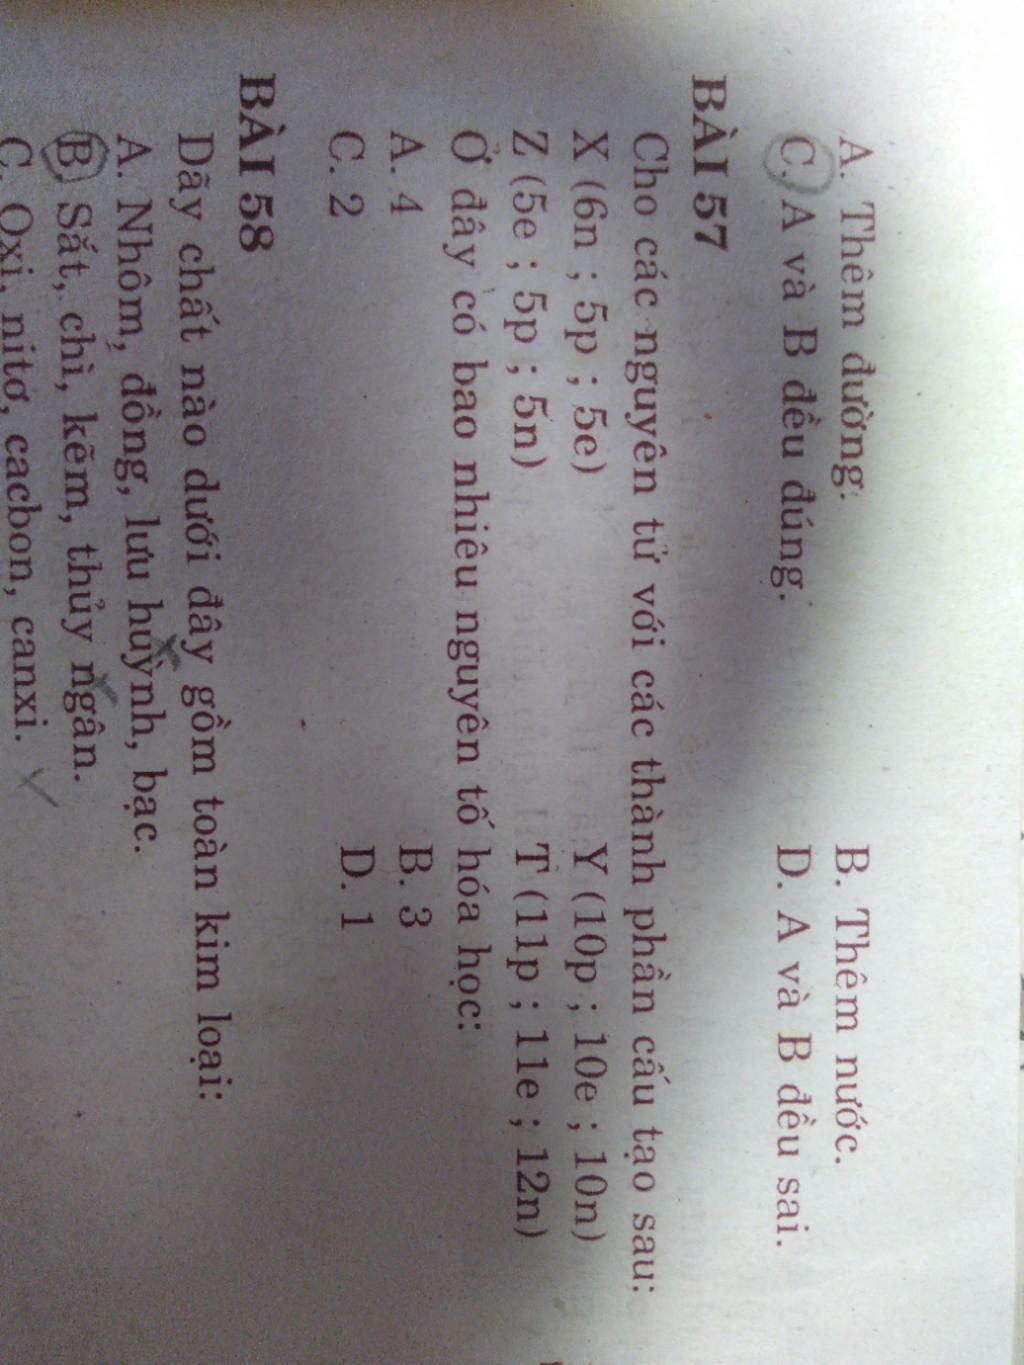 A. Thêm đường. B. Thêm nước.
C. A và B đều đúng. D. A và B đều sai.
BÀI 57
Cho các nguyên tử với các thành phần cấu tạo sau:
X (6n ; 5p ; 5e) Y (10p ; 10e ; 10n)
Z (5e ; 5p ; 5n) T (11p ; 11e ; 12n)
Ở đây có bao nhiêu nguyên tố hóa học:
A. 4 B. 3
C. 2 D. 1
BÀI 58
Dãy chất nào dưới đây gồm toàn kim loại:
A. Nhôm, đồng, lưu huỳnh, bạc.
B. Sắt, chì, kẽm, thủy ngân.
C. Oxi, nitơ, cacbon, canxi.